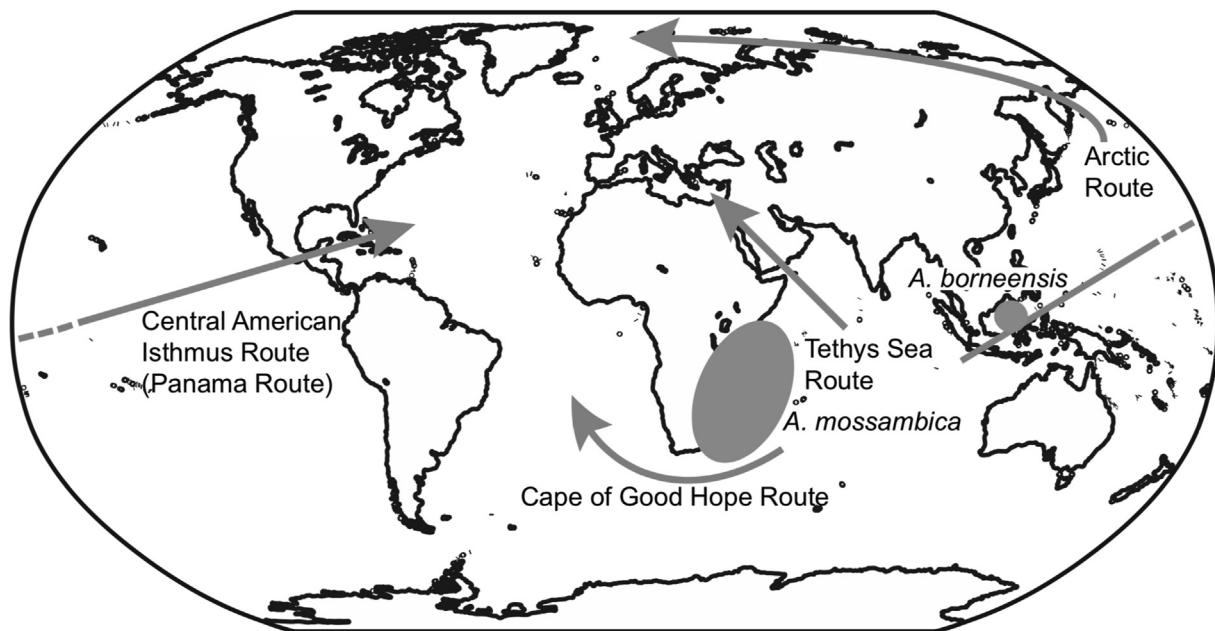 Arctic
Route
A. borneensis
Central American
Isthmus Route
(Panama Route)
Tethys Sea
Route
A. mossambica
Cape of Good Hope Route